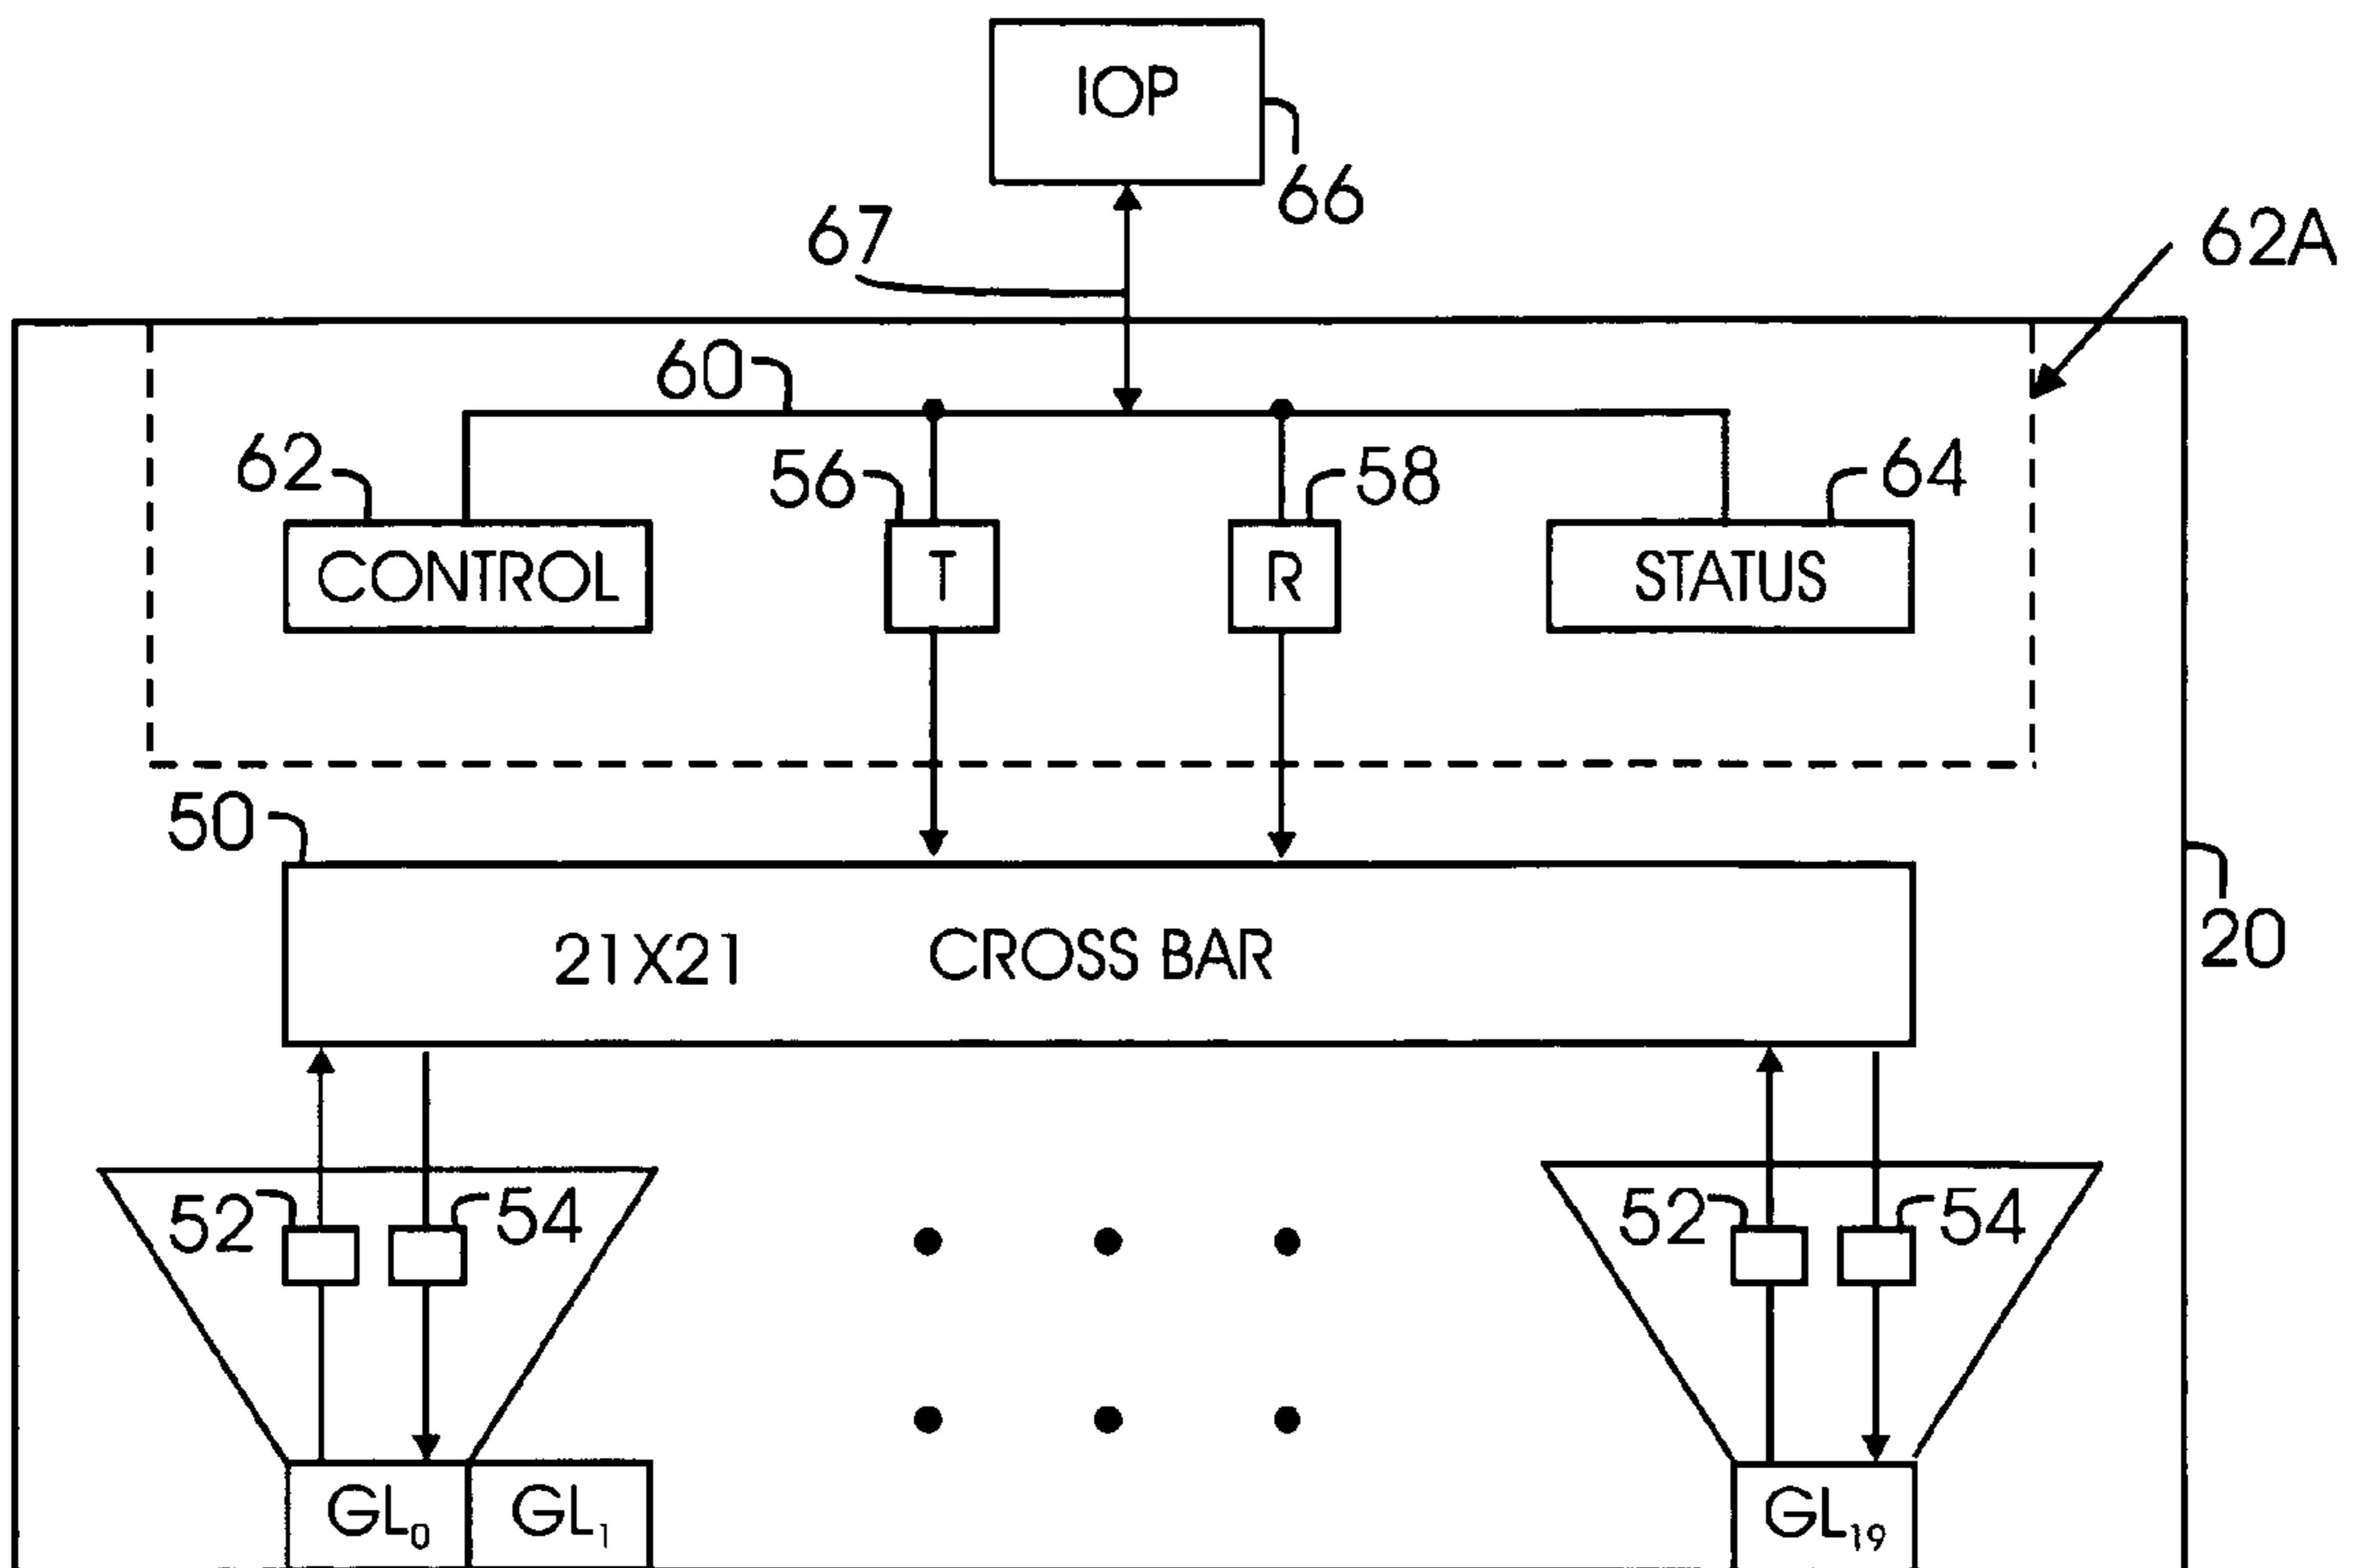 IOP
66
67
62A
60
62
56
58
64
CONTROL
T
R
STATUS
50
21X21 CROSS BAR
20
52
54
52
54
GL0
GL1
GL19